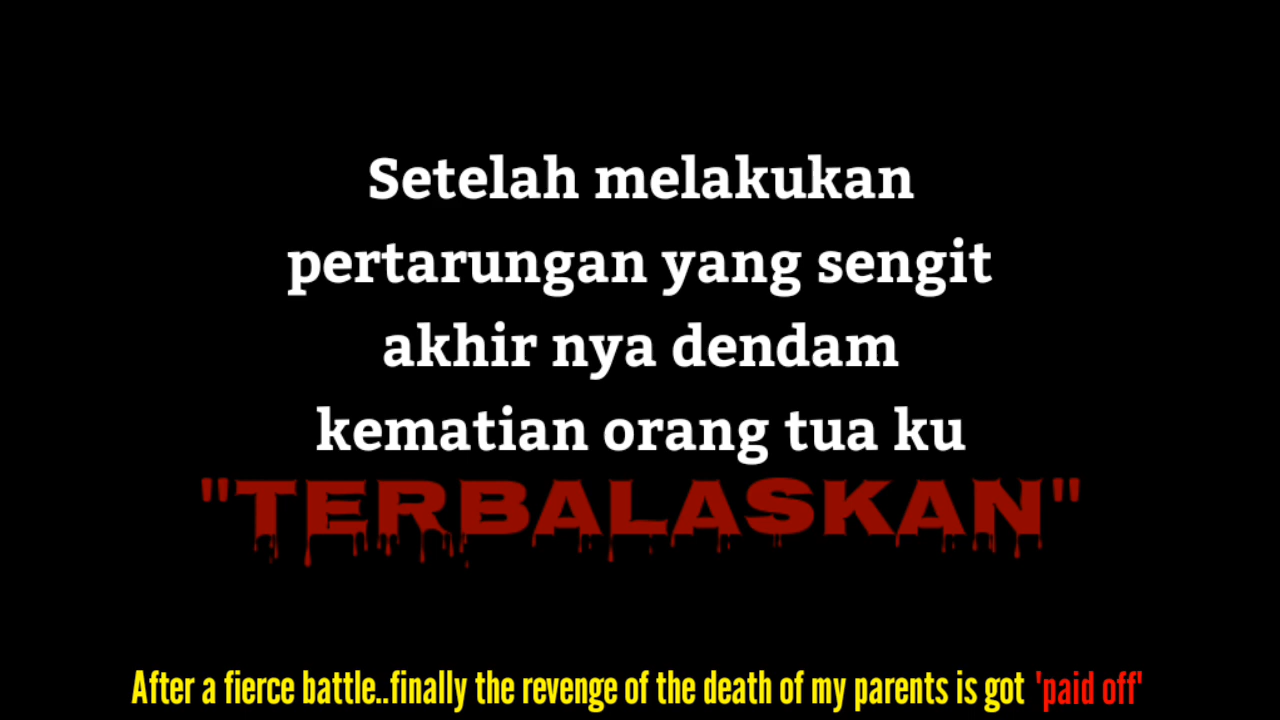 Setelah melakukan
pertarungan yang sengit
akhir nya dendam
kematian orang tua ku
"TERBALASKAN"
After a fierce battle..finally the revenge of the death of my parents is got 'paid off'